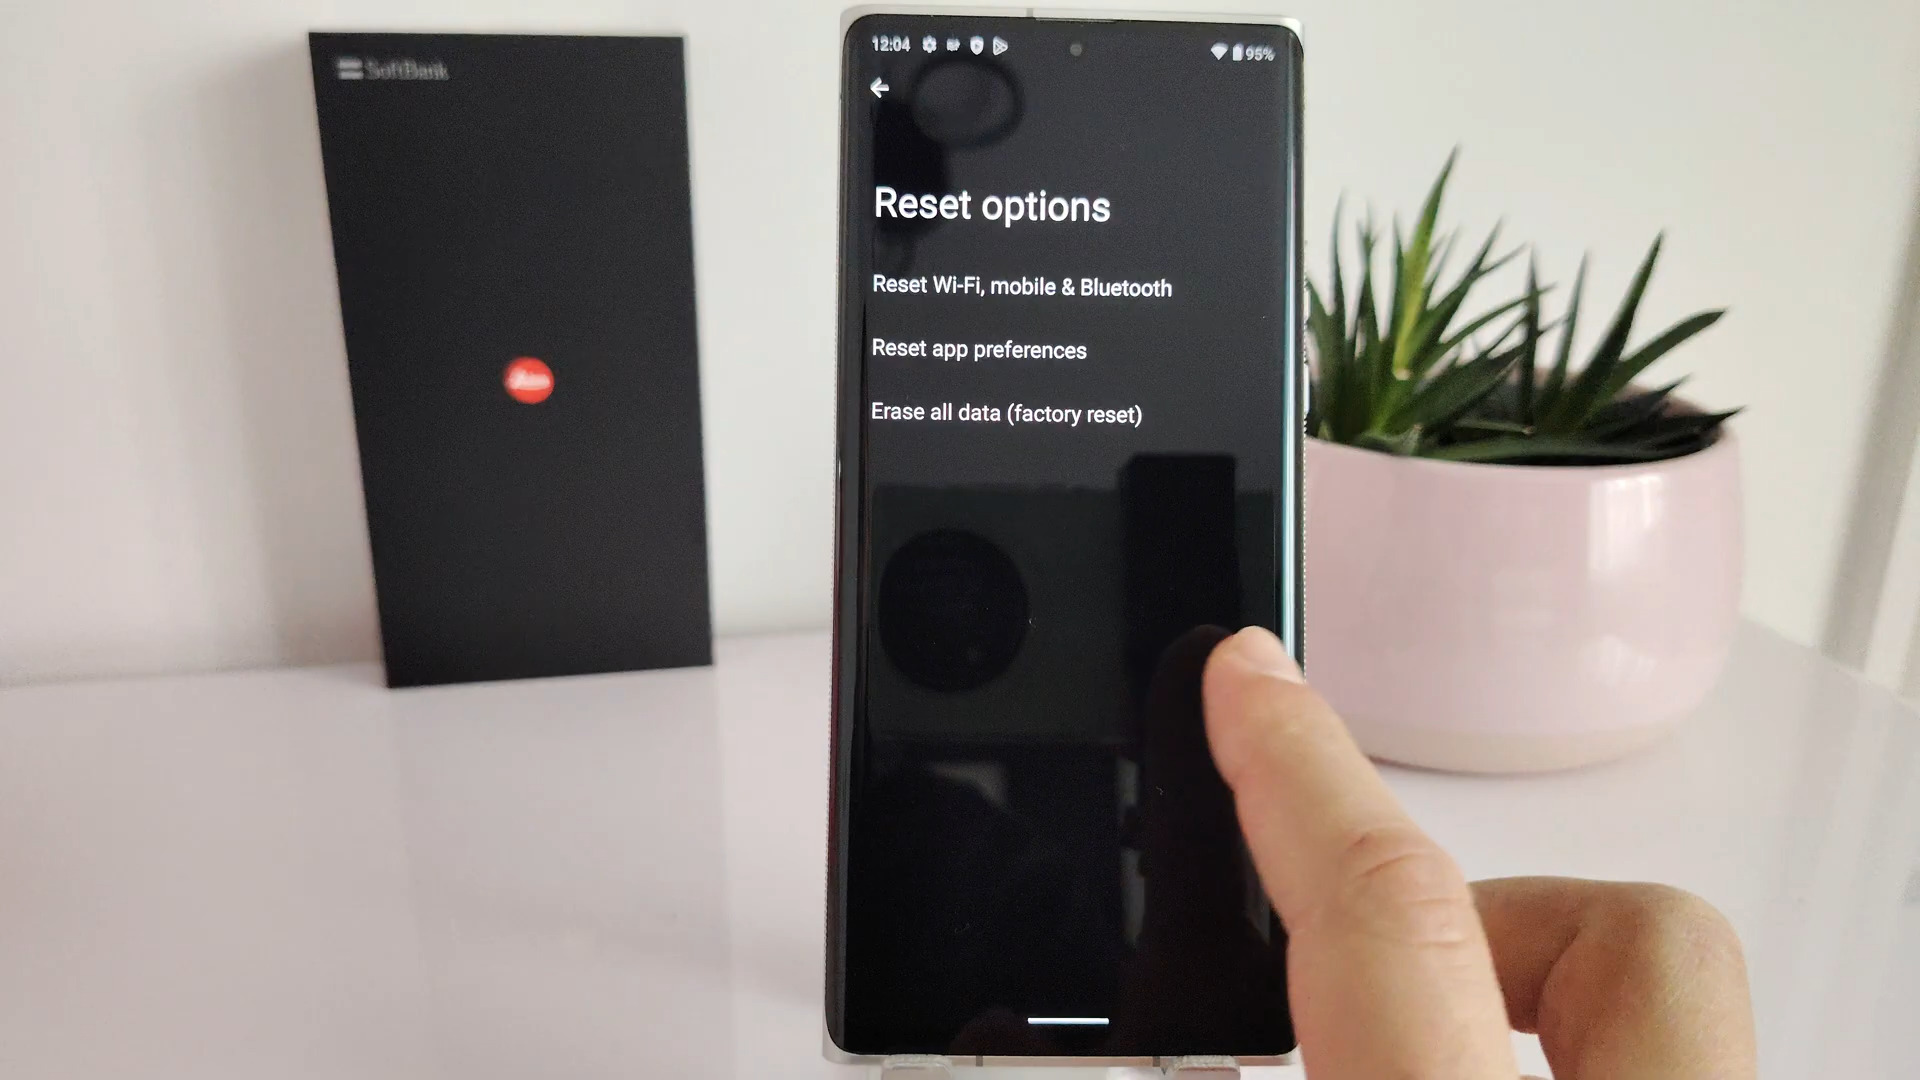 SoftBank
Leica
12:04
95%
Reset options
Reset Wi-Fi, mobile & Bluetooth
Reset app preferences
Erase all data (factory reset)